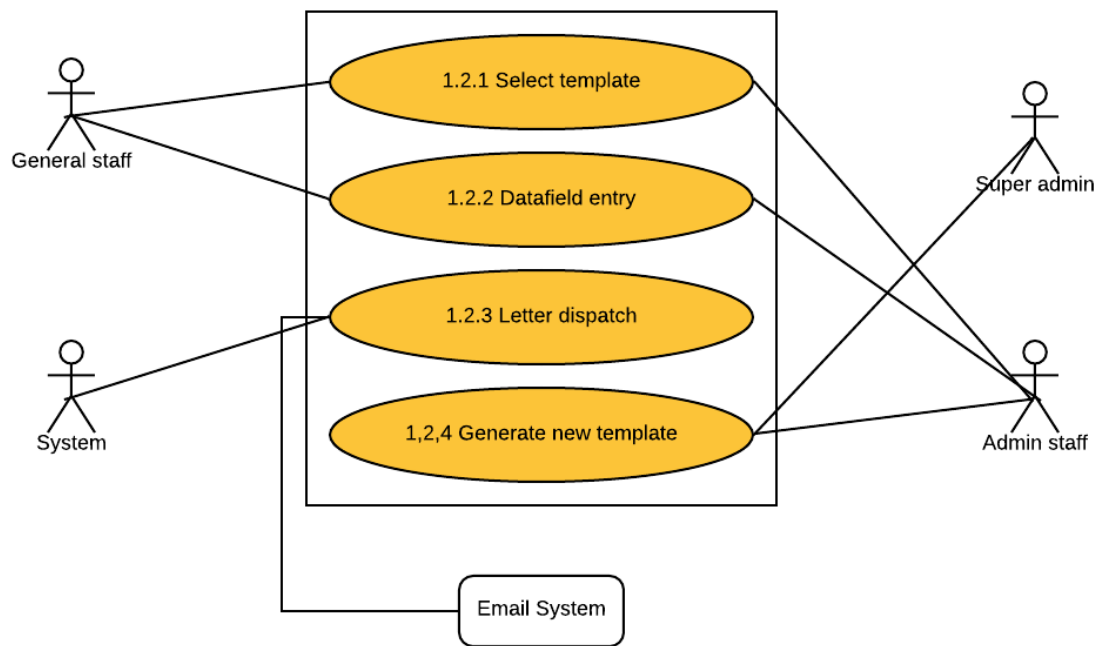 1.2.1 Select template
General staff
Super admin
1.2.2 Datafield entry
1.2.3 Letter dispatch
System
1,2,4 Generate new template
Admin staff
Email System